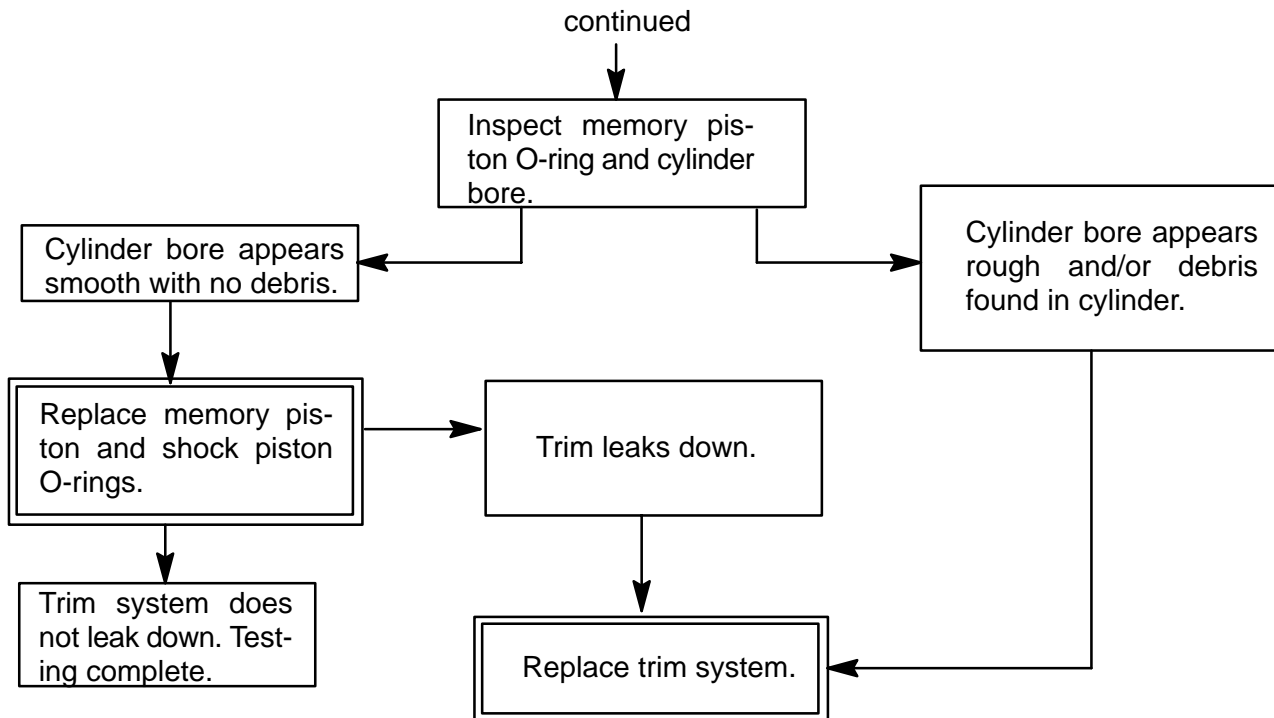 continued
Inspect memory pis-
ton O-ring and cylinder
bore.
Cylinder bore appears
smooth with no debris.
Cylinder bore appears
rough and/or debris
found in cylinder.
Replace memory pis-
ton and shock piston
O-rings.
Trim leaks down.
Trim system does
not leak down. Test-
ing complete.
Replace trim system.